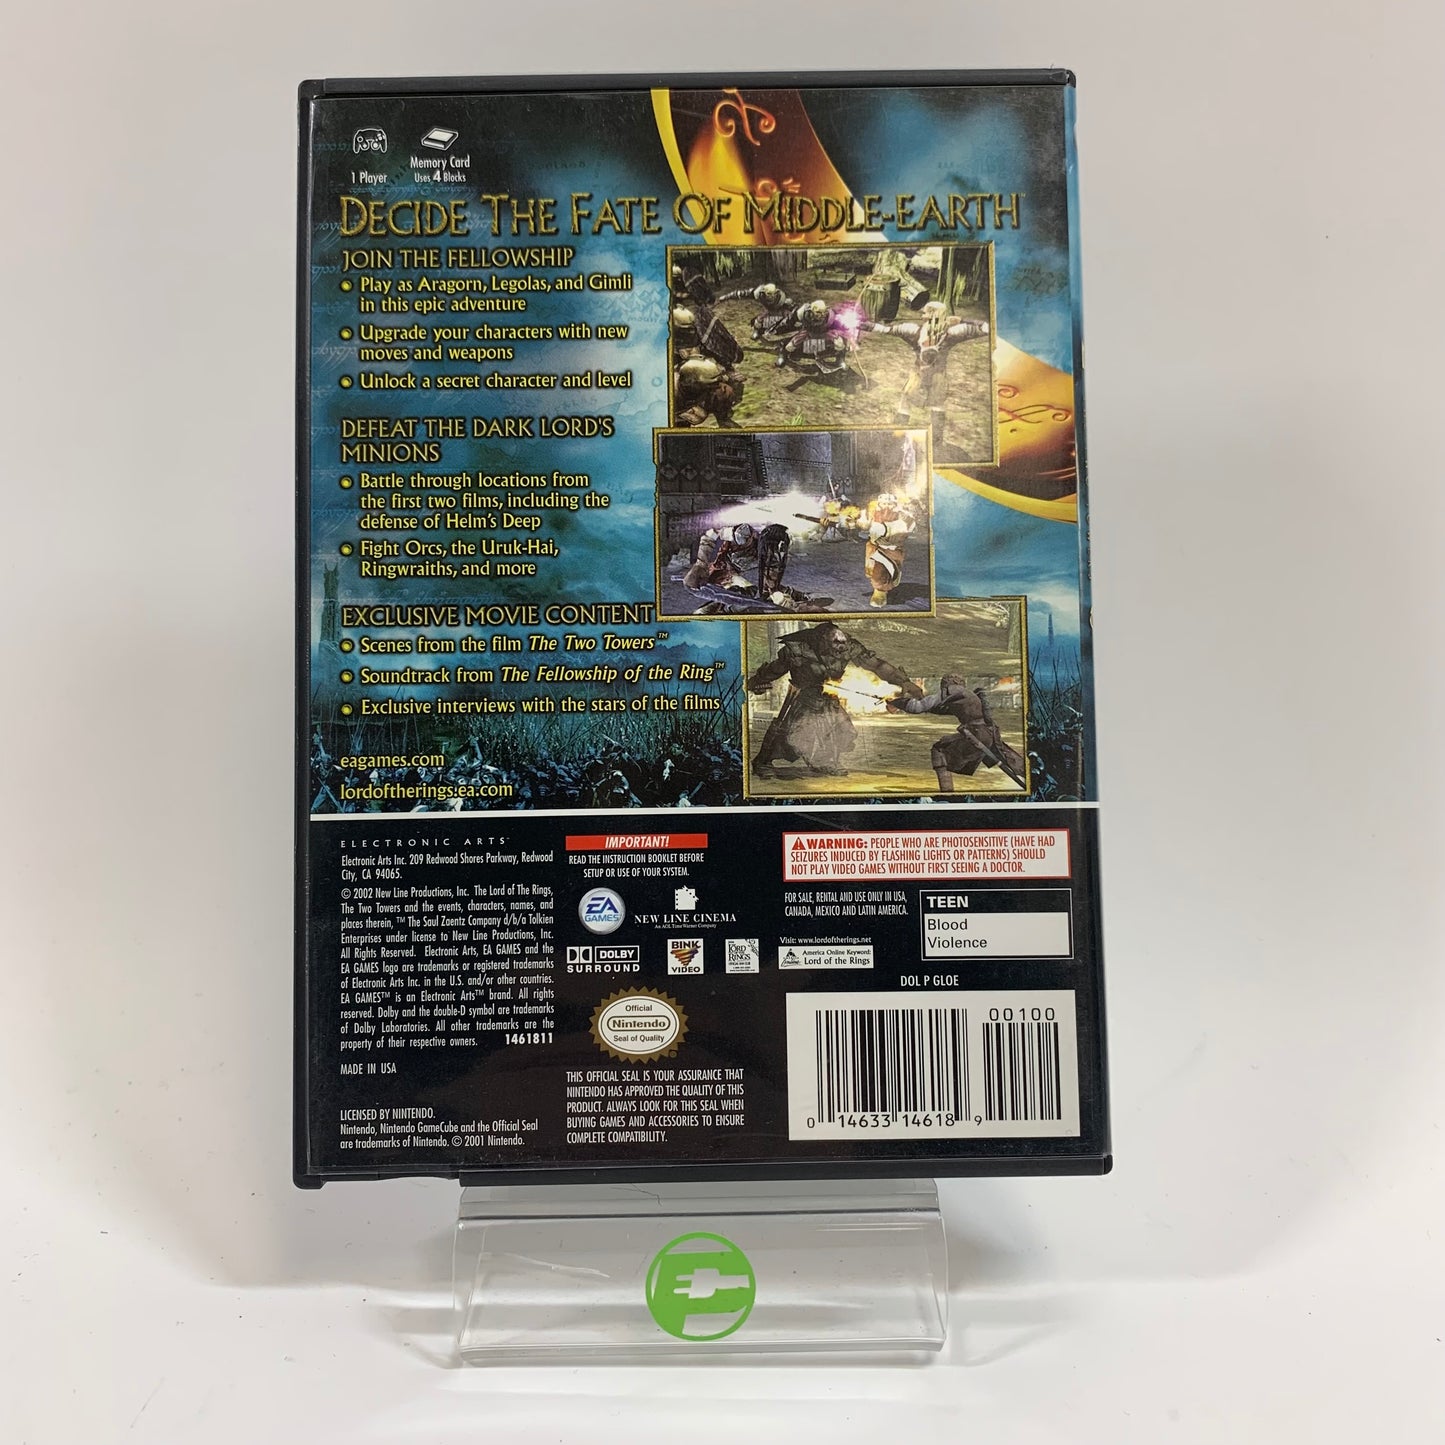 1 Player
Memory Card
Uses 4 Blocks
DECIDE THE FATE OF MIDDLE-EARTH™
JOIN THE FELLOWSHIP
• Play as Aragorn, Legolas, and Gimli
in this epic adventure
• Upgrade your characters with new
moves and weapons
• Unlock a secret character and level
DEFEAT THE DARK LORD'S
MINIONS
• Battle through locations from
the first two films, including the
defense of Helm's Deep
• Fight Orcs, the Uruk-Hai,
Ringwraiths, and more
EXCLUSIVE MOVIE CONTENT
• Scenes from the film The Two Towers™
• Soundtrack from The Fellowship of the Ring™
• Exclusive interviews with the stars of the films
eagames.com
lordoftherings.ea.com
ELECTRONIC ARTS™
Electronic Arts Inc. 209 Redwood Shores Parkway, Redwood
City, CA 94065.
© 2002 New Line Productions, Inc. The Lord of The Rings,
The Two Towers and the events, characters, names, and
places therein, ™ The Saul Zaentz Company d/b/a Tolkien
Enterprises under license to New Line Productions, Inc.
All Rights Reserved. Electronic Arts, EA GAMES and the
EA GAMES logo are trademarks or registered trademarks
of Electronic Arts Inc. in the U.S. and/or other countries.
EA GAMES™ is an Electronic Arts™ brand. All rights
reserved. Dolby and the double-D symbol are trademarks
of Dolby Laboratories. All other trademarks are the
property of their respective owners. 1461811
MADE IN USA
LICENSED BY NINTENDO.
Nintendo, Nintendo GameCube and the Official Seal
are trademarks of Nintendo. © 2001 Nintendo.
IMPORTANT!
READ THE INSTRUCTION BOOKLET BEFORE
SETUP OR USE OF YOUR SYSTEM.
EA
GAMES
NEW LINE CINEMA
An AOL Time Warner Company
DOLBY
SURROUND
BINK
VIDEO
THE
LORD
OF THE
RINGS
Official
Nintendo
Seal of Quality
THIS OFFICIAL SEAL IS YOUR ASSURANCE THAT
NINTENDO HAS APPROVED THE QUALITY OF THIS
PRODUCT. ALWAYS LOOK FOR THIS SEAL WHEN
BUYING GAMES AND ACCESSORIES TO ENSURE
COMPLETE COMPATIBILITY.
WARNING: PEOPLE WHO ARE PHOTOSENSITIVE (HAVE HAD
SEIZURES INDUCED BY FLASHING LIGHTS OR PATTERNS) SHOULD
NOT PLAY VIDEO GAMES WITHOUT FIRST SEEING A DOCTOR.
FOR SALE, RENTAL AND USE ONLY IN USA,
CANADA, MEXICO AND LATIN AMERICA.
TEEN
Blood
Violence
Visit: www.lordoftherings.net
America Online Keyword:
Lord of the Rings
DOL P GLOE
00100
0 14633 14618 9